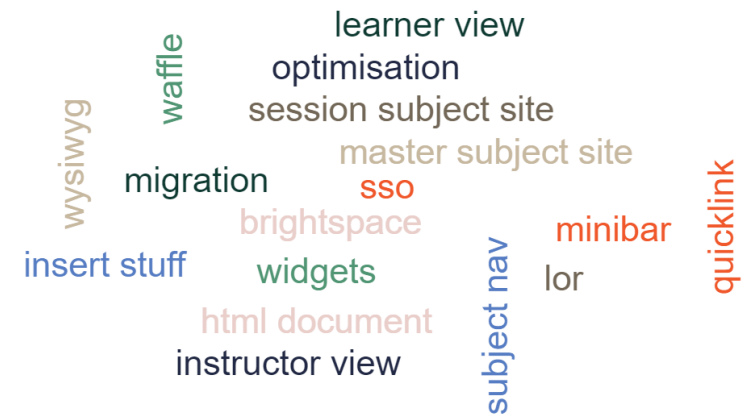 learner view
waffle
optimisation
session subject site
wysiwyg
master subject site
migration
sso
quicklink
brightspace
minibar
insert stuff
widgets
subject nav
lor
html document
instructor view